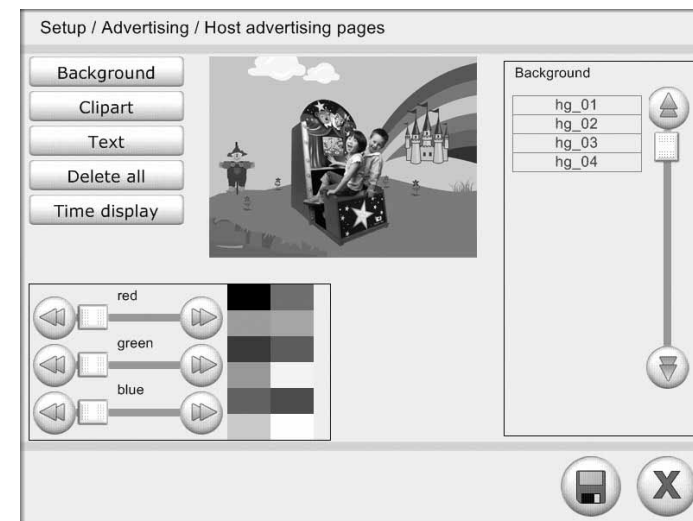 Setup / Advertising / Host advertising pages
Background
Clipart
Text
Delete all
Time display
Background
hg_01
hg_02
hg_03
hg_04
red
green
blue
X